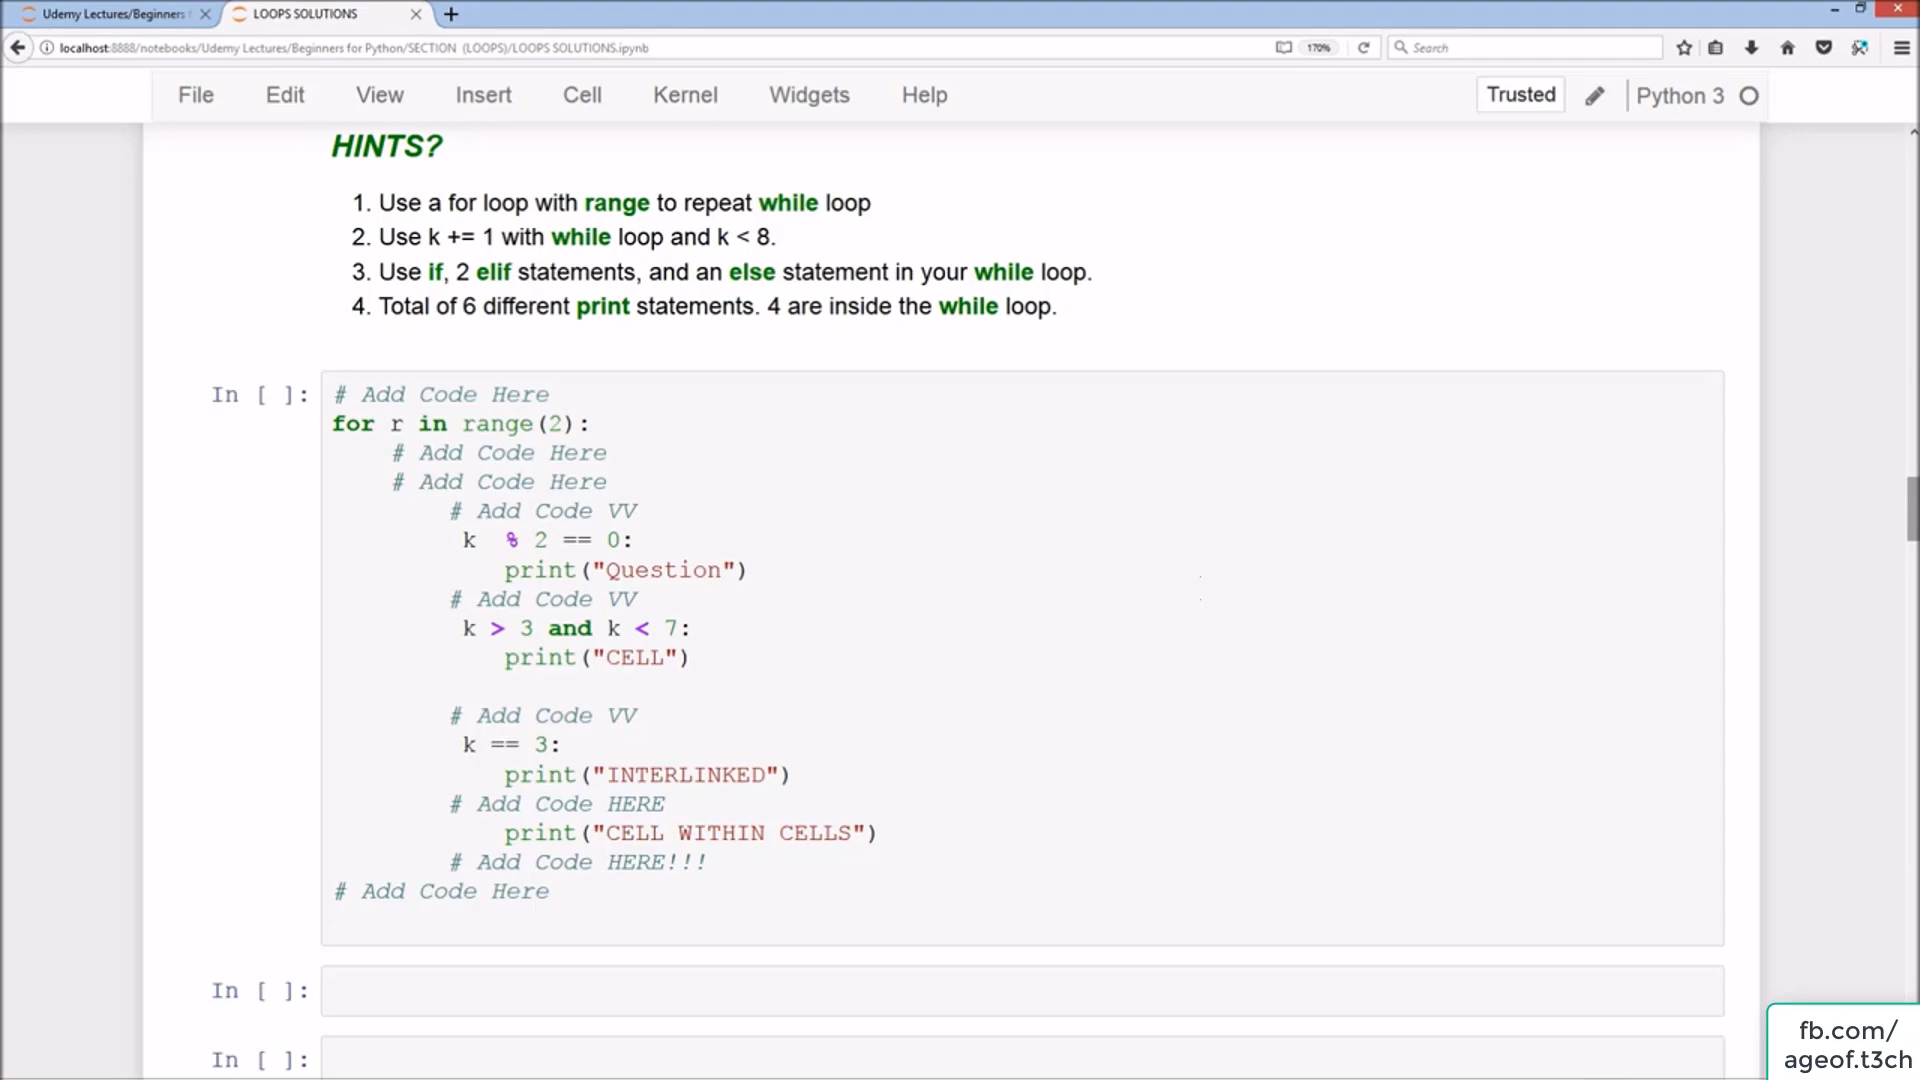 Udemy Lectures/Beginners f
LOOPS SOLUTIONS
localhost:8888/notebooks/Udemy Lectures/Beginners for Python/SECTION (LOOPS)/LOOPS SOLUTIONS.ipynb
170%
Search
File Edit View Insert Cell Kernel Widgets Help
Trusted
Python 3
HINTS?
1. Use a for loop with range to repeat while loop
2. Use k += 1 with while loop and k < 8.
3. Use if, 2 elif statements, and an else statement in your while loop.
4. Total of 6 different print statements. 4 are inside the while loop.
In [ ]:
# Add Code Here
for r in range(2):
# Add Code Here
# Add Code Here
# Add Code VV
k % 2 == 0:
print("Question")
# Add Code VV
k > 3 and k < 7:
print("CELL")
# Add Code VV
k == 3:
print("INTERLINKED")
# Add Code HERE
print("CELL WITHIN CELLS")
# Add Code HERE!!!
# Add Code Here
In [ ]:
In [ ]:
fb.com/
ageof.t3ch